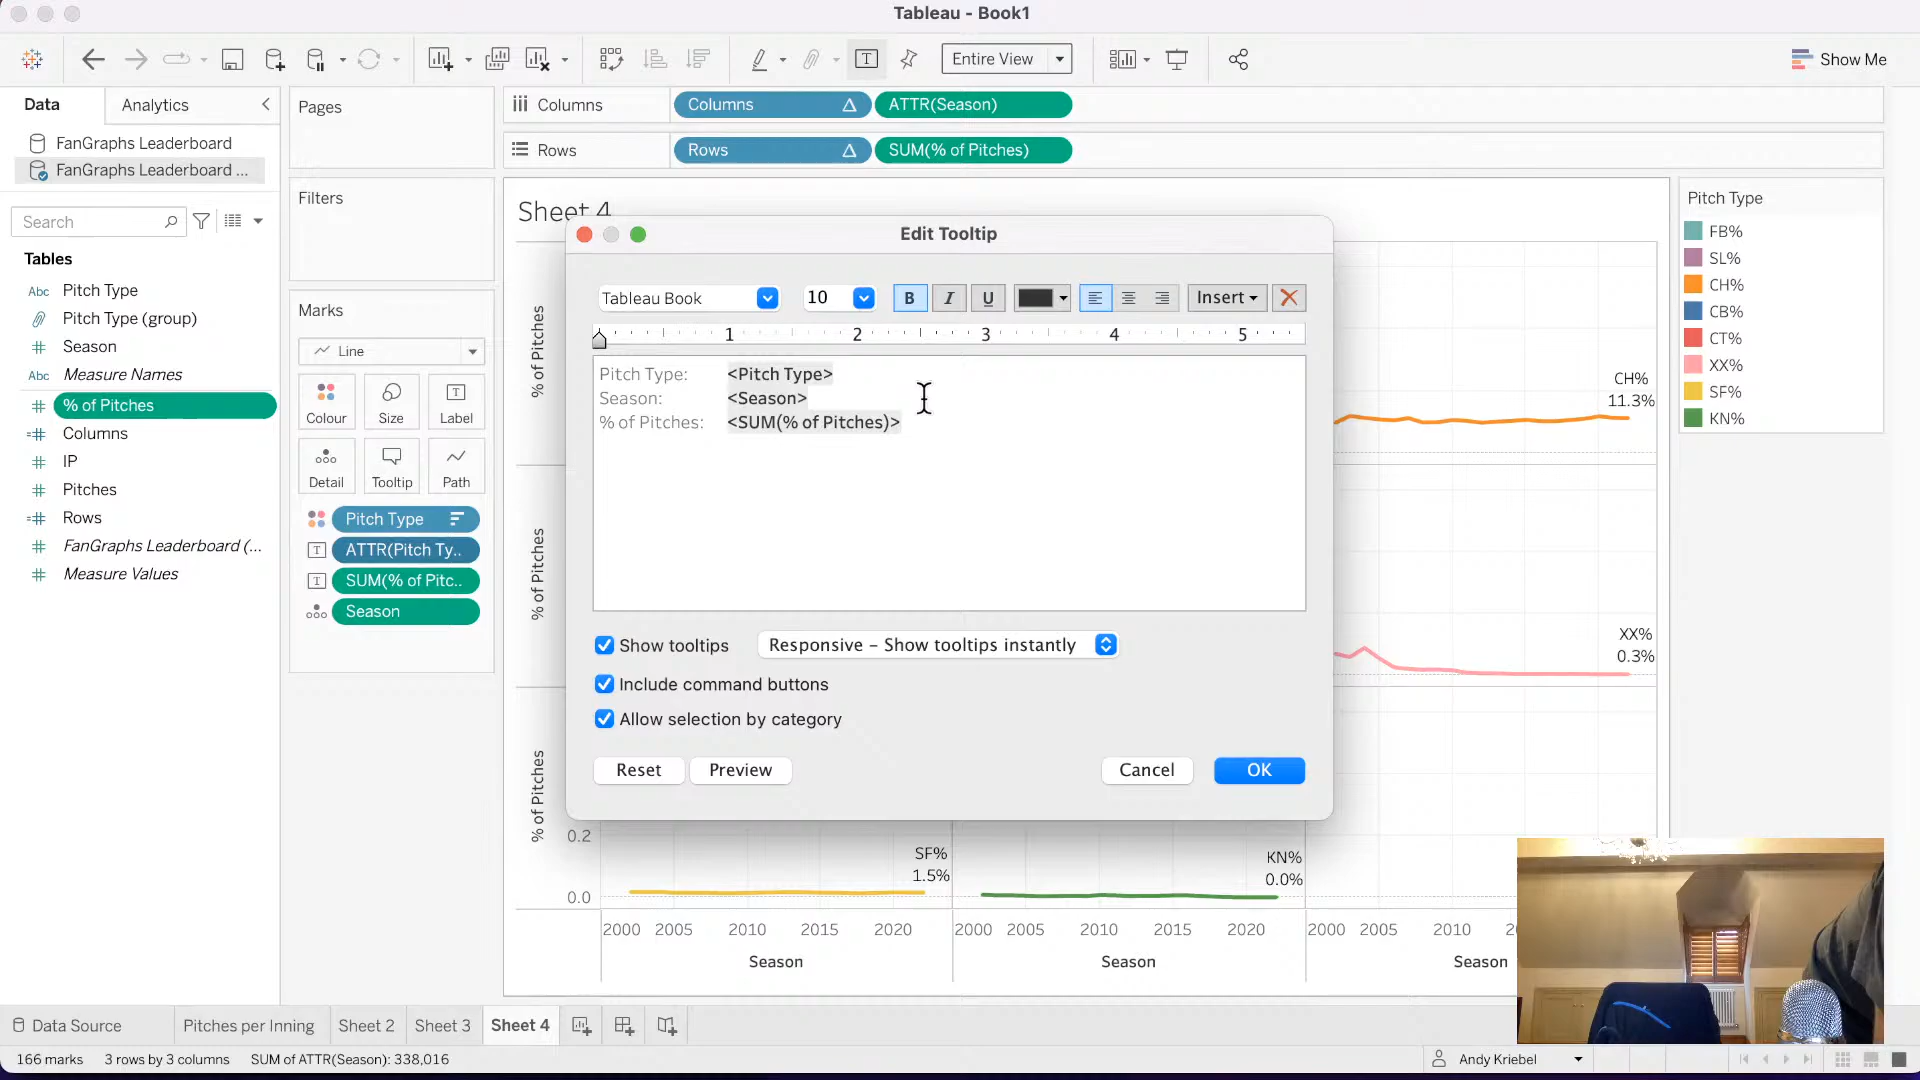 Tableau - Book1
Entire View
Show Me
Data
Analytics
FanGraphs Leaderboard
FanGraphs Leaderboard ...
Search
Tables
Pitch Type
Pitch Type (group)
Season
Measure Names
% of Pitches
Columns
IP
Pitches
Rows
FanGraphs Leaderboard (...
Measure Values
Pages
Filters
Marks
Line
Colour
Size
Label
Detail
Tooltip
Path
Pitch Type
ATTR(Pitch Ty..
SUM(% of Pitc..
Season
Columns
Columns
ATTR(Season)
Rows
Rows
SUM(% of Pitches)
Sheet 4
Edit Tooltip
Tableau Book
10
B
I
U
Insert
1 2 3 4 5
Pitch Type: <Pitch Type>
Season: <Season>
% of Pitches: <SUM(% of Pitches)>
Show tooltips
Responsive – Show tooltips instantly
Include command buttons
Allow selection by category
Reset
Preview
Cancel
OK
% of Pitches
% of Pitches
% of Pitches
CH%
11.3%
XX%
0.3%
0.2
0.0
SF%
1.5%
KN%
0.0%
2000 2005 2010 2015 2020
2000 2005 2010 2015 2020
2000 2005 2010
Season
Season
Season
Pitch Type
FB%
SL%
CH%
CB%
CT%
XX%
SF%
KN%
Data Source
Pitches per Inning
Sheet 2
Sheet 3
Sheet 4
166 marks
3 rows by 3 columns
SUM of ATTR(Season): 338,016
Andy Kriebel